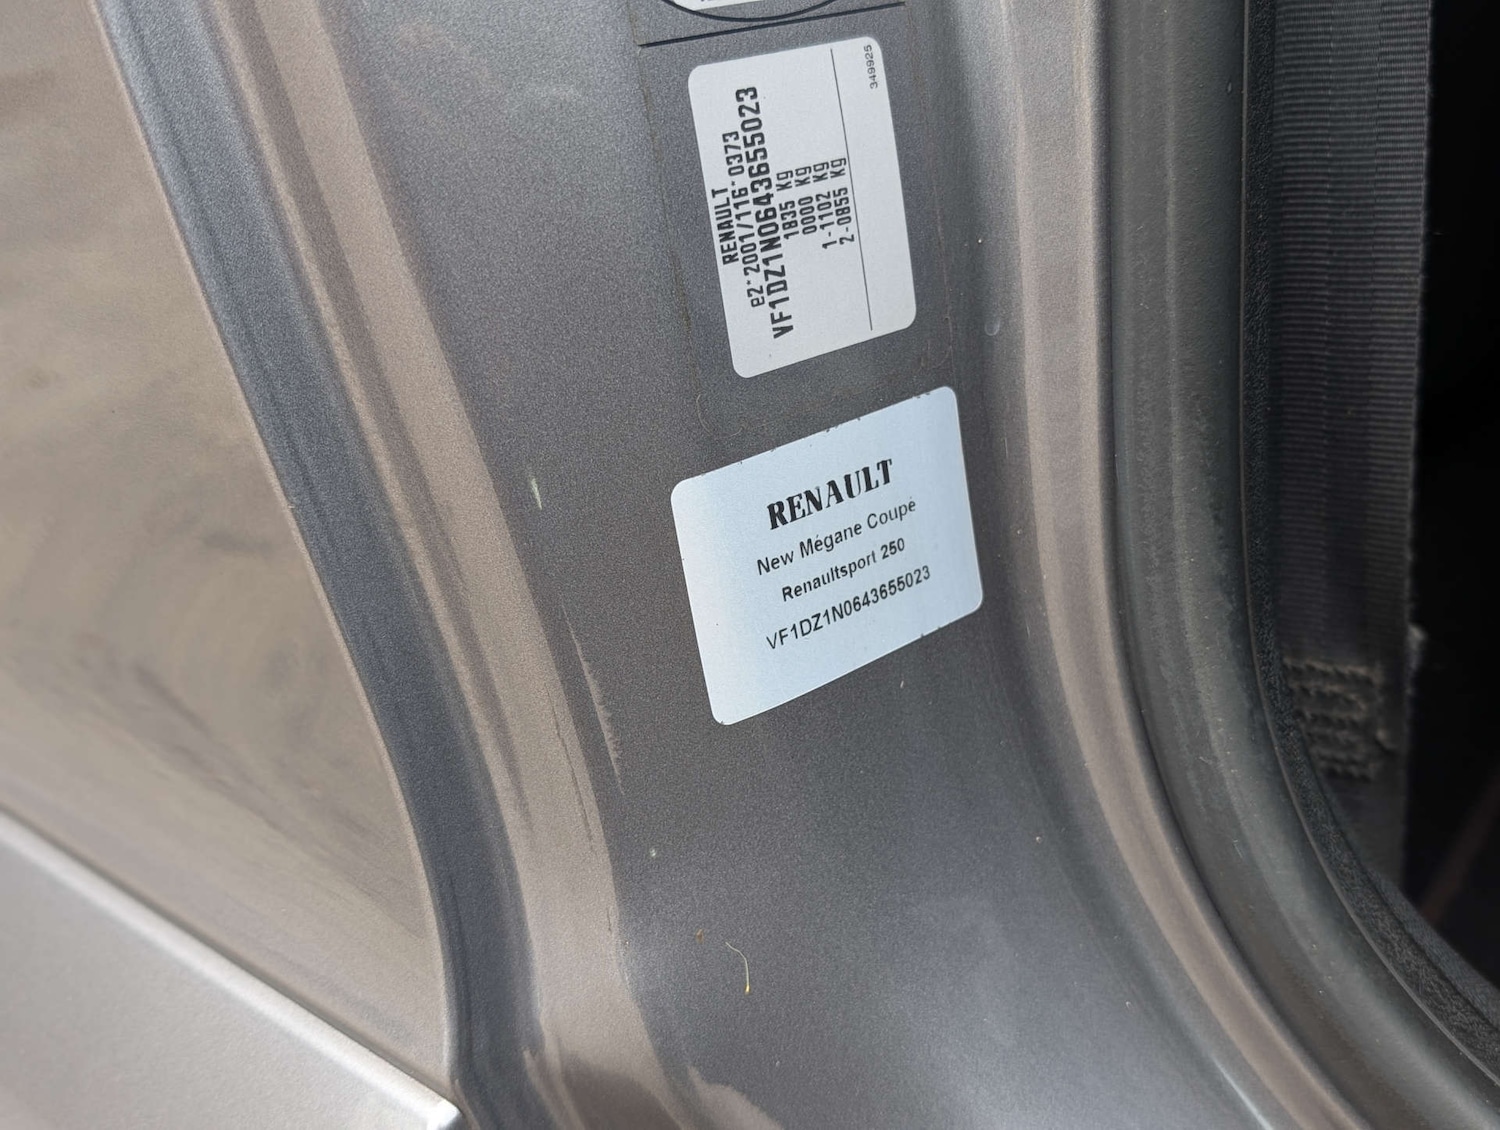 RENAULT
e2*2001/116*0373
VF1DZ1N0643655023
1835 Kg
0000 Kg
1-1102 Kg
2-0855 Kg
349925
RENAULT
New Mégane Coupé
Renaultsport 250
VF1DZ1N0643655023